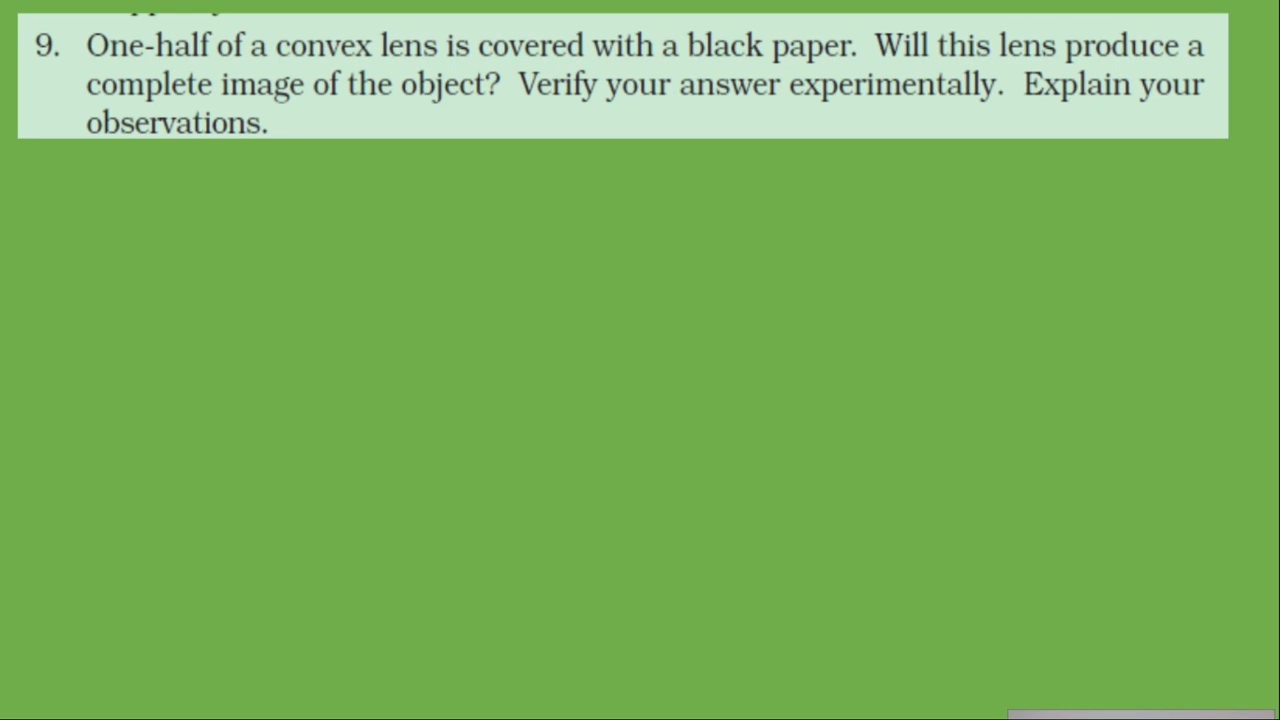 9. One-half of a convex lens is covered with a black paper. Will this lens produce a
complete image of the object? Verify your answer experimentally. Explain your
observations.